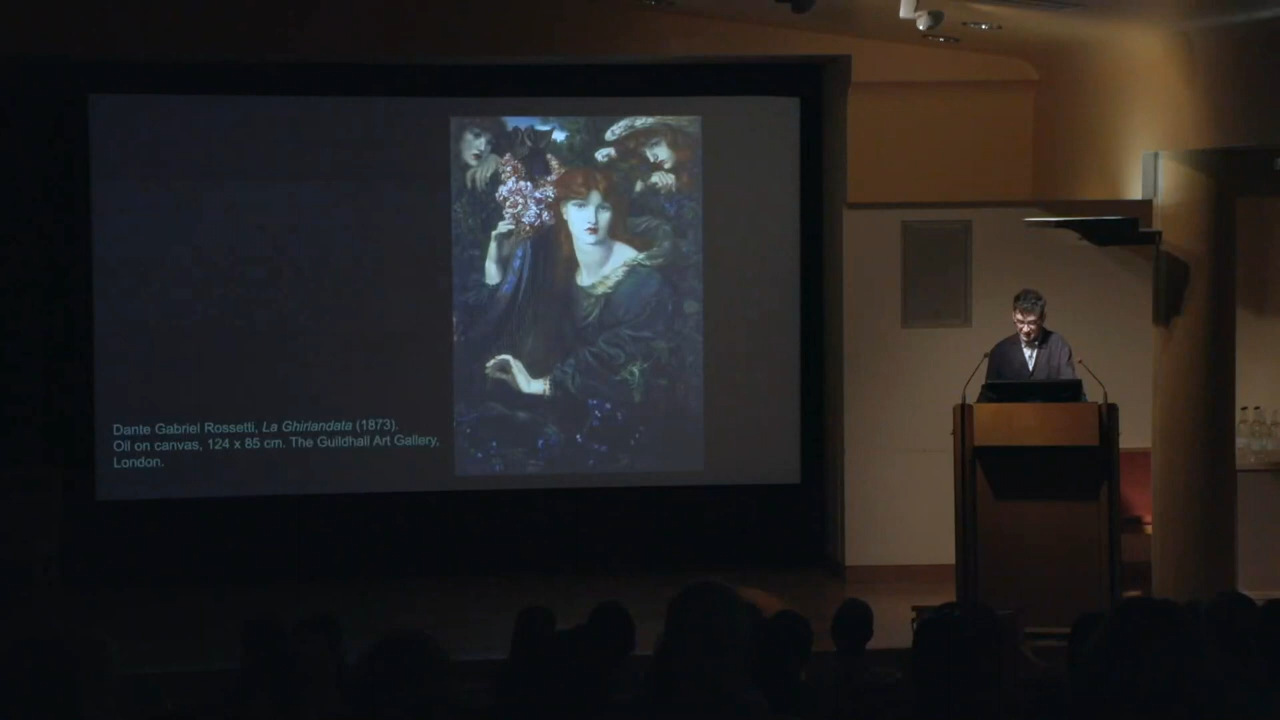 Dante Gabriel Rossetti, La Ghirlandata (1873).
Oil on canvas, 124 x 85 cm. The Guildhall Art Gallery,
London.